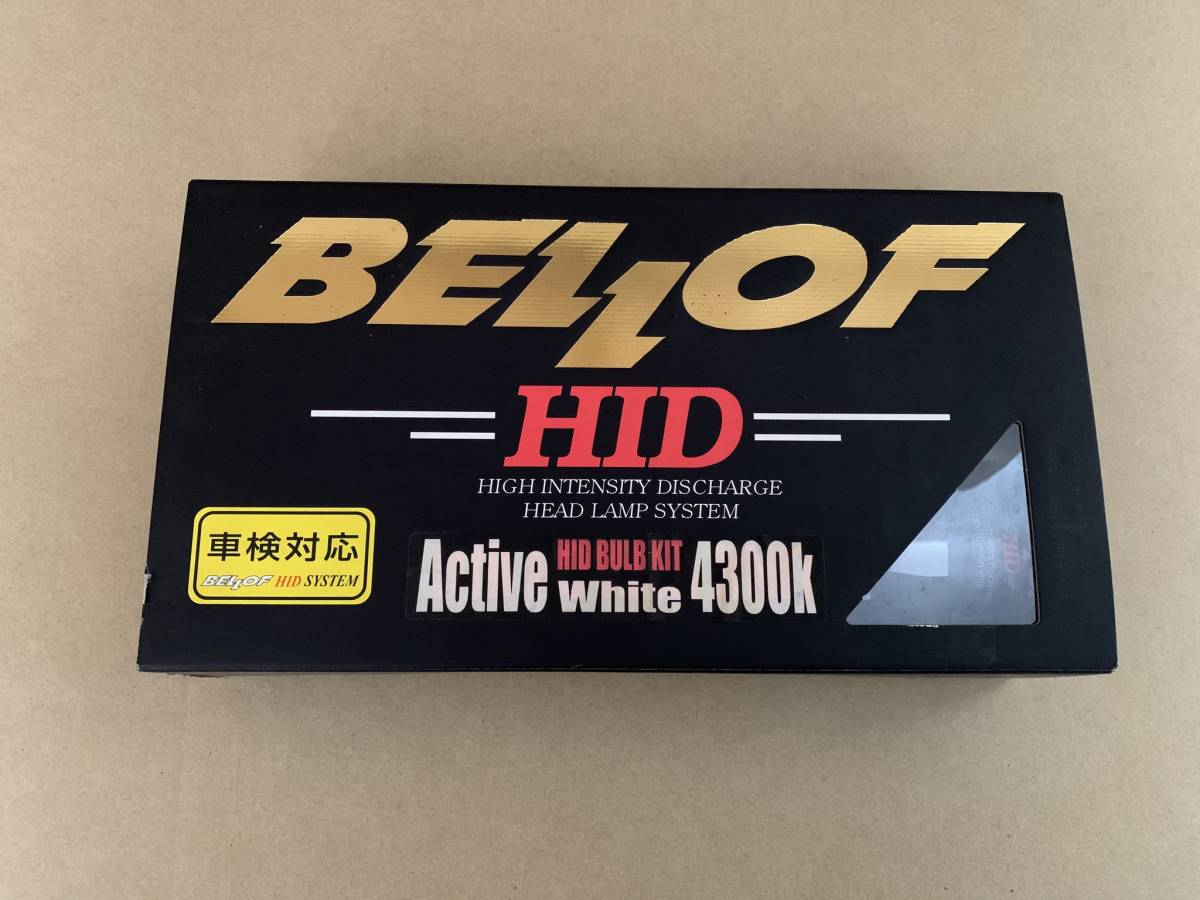 BELLOF
HID
HIGH INTENSITY DISCHARGE
HEAD LAMP SYSTEM
車検対応
BELLOF HID SYSTEM
Active HID BULB KIT White 4300k
HID